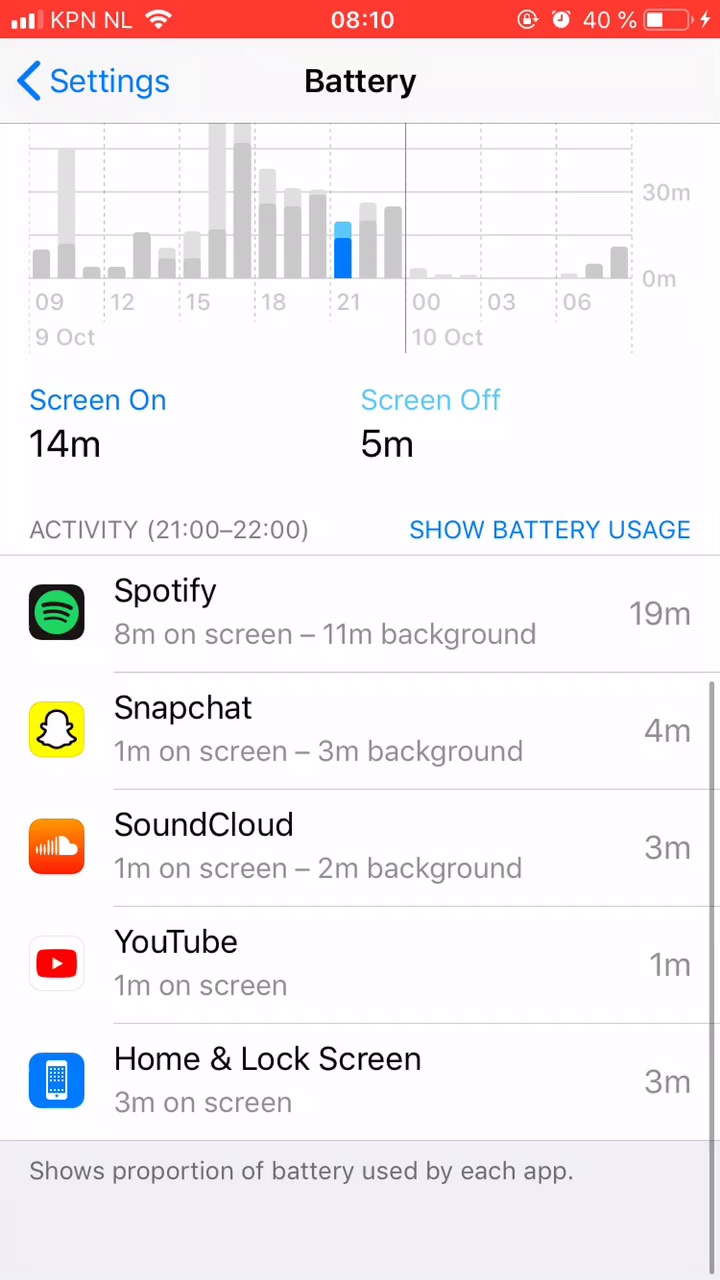 KPN NL 08:10 40 %
Settings Battery
30m
0m
09 12 15 18 21 00 03 06
9 Oct 10 Oct
Screen On Screen Off
14m 5m
ACTIVITY (21:00–22:00) SHOW BATTERY USAGE
Spotify
8m on screen – 11m background 19m
Snapchat
1m on screen – 3m background 4m
SoundCloud
1m on screen – 2m background 3m
YouTube
1m on screen 1m
Home & Lock Screen
3m on screen 3m
Shows proportion of battery used by each app.